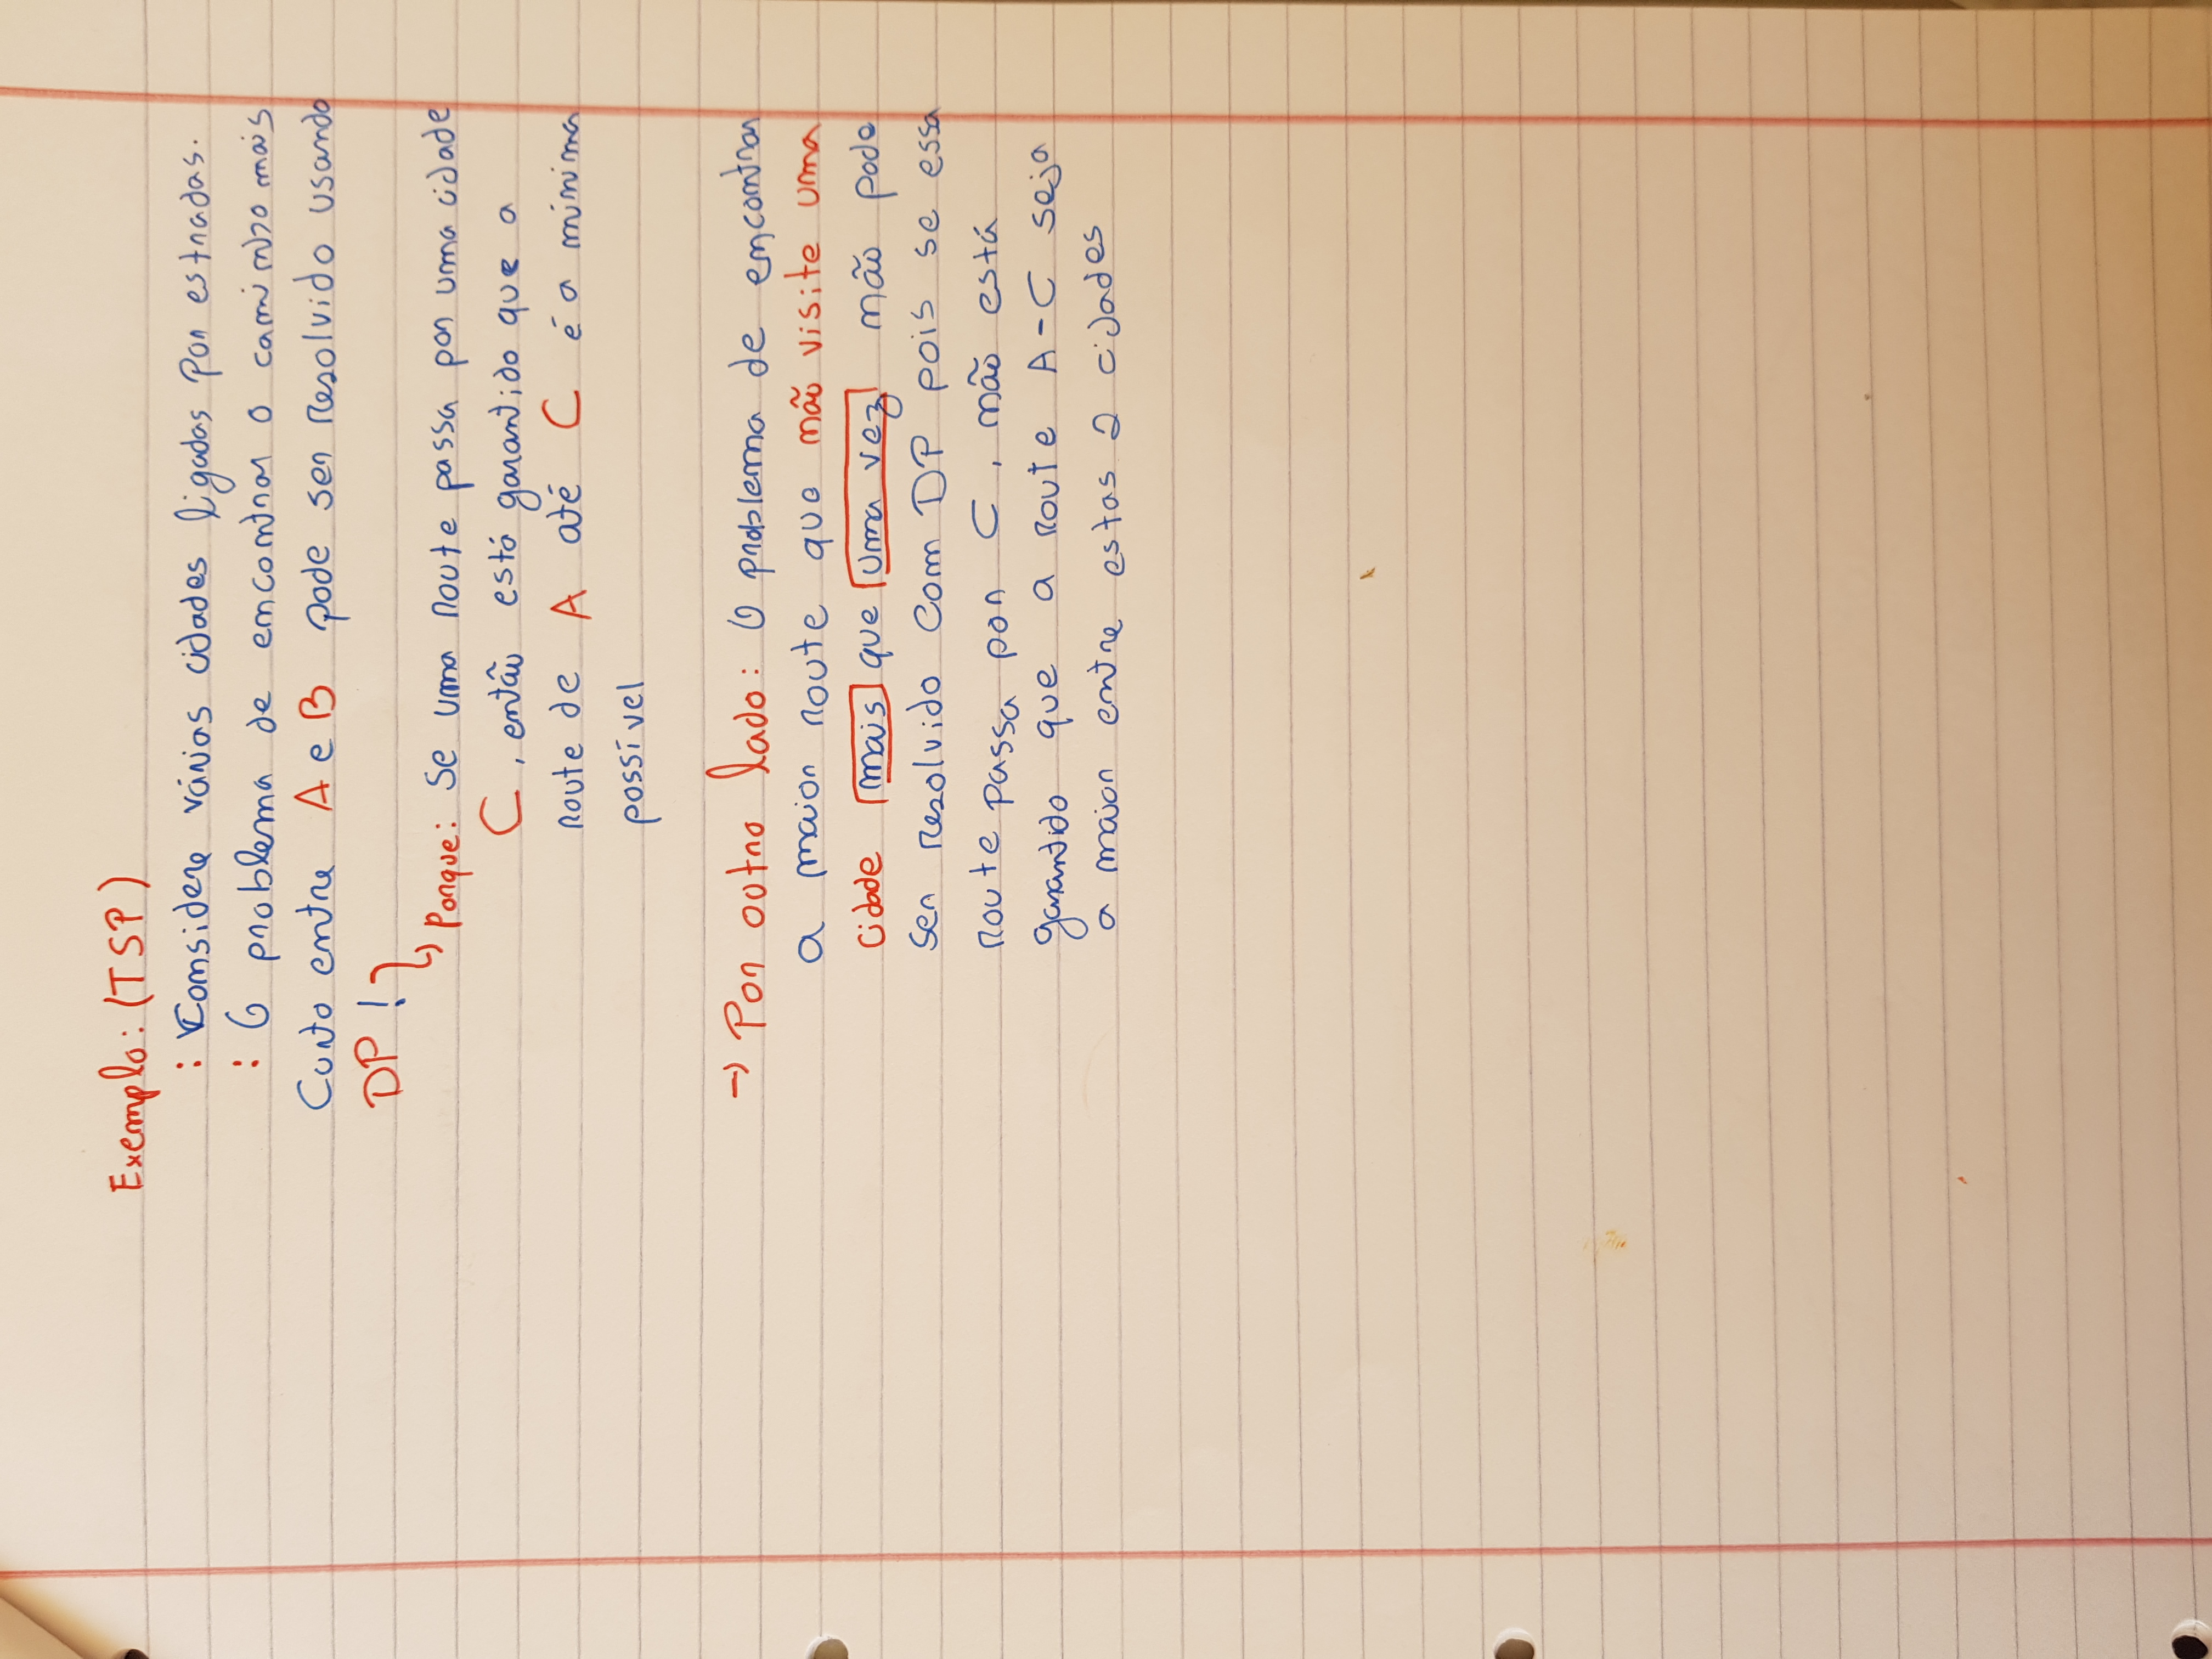 Exemplo: (TSP)
: Considere várias cidades ligadas por estradas.
: O problema de encontrar o caminho mais
Curto entre A e B pode ser resolvido usando
DP !
Porque: Se uma route passa por uma cidade
C, então está garantido que a
route de A até C é a mínima
possível
→ Por outro lado: O problema de encontrar
a maior route que não visite uma
cidade mais que uma vez não pode
ser resolvido com DP pois se essa
route passa por C, não está
garantido que a route A-C seja
a maior entre estas 2 cidades